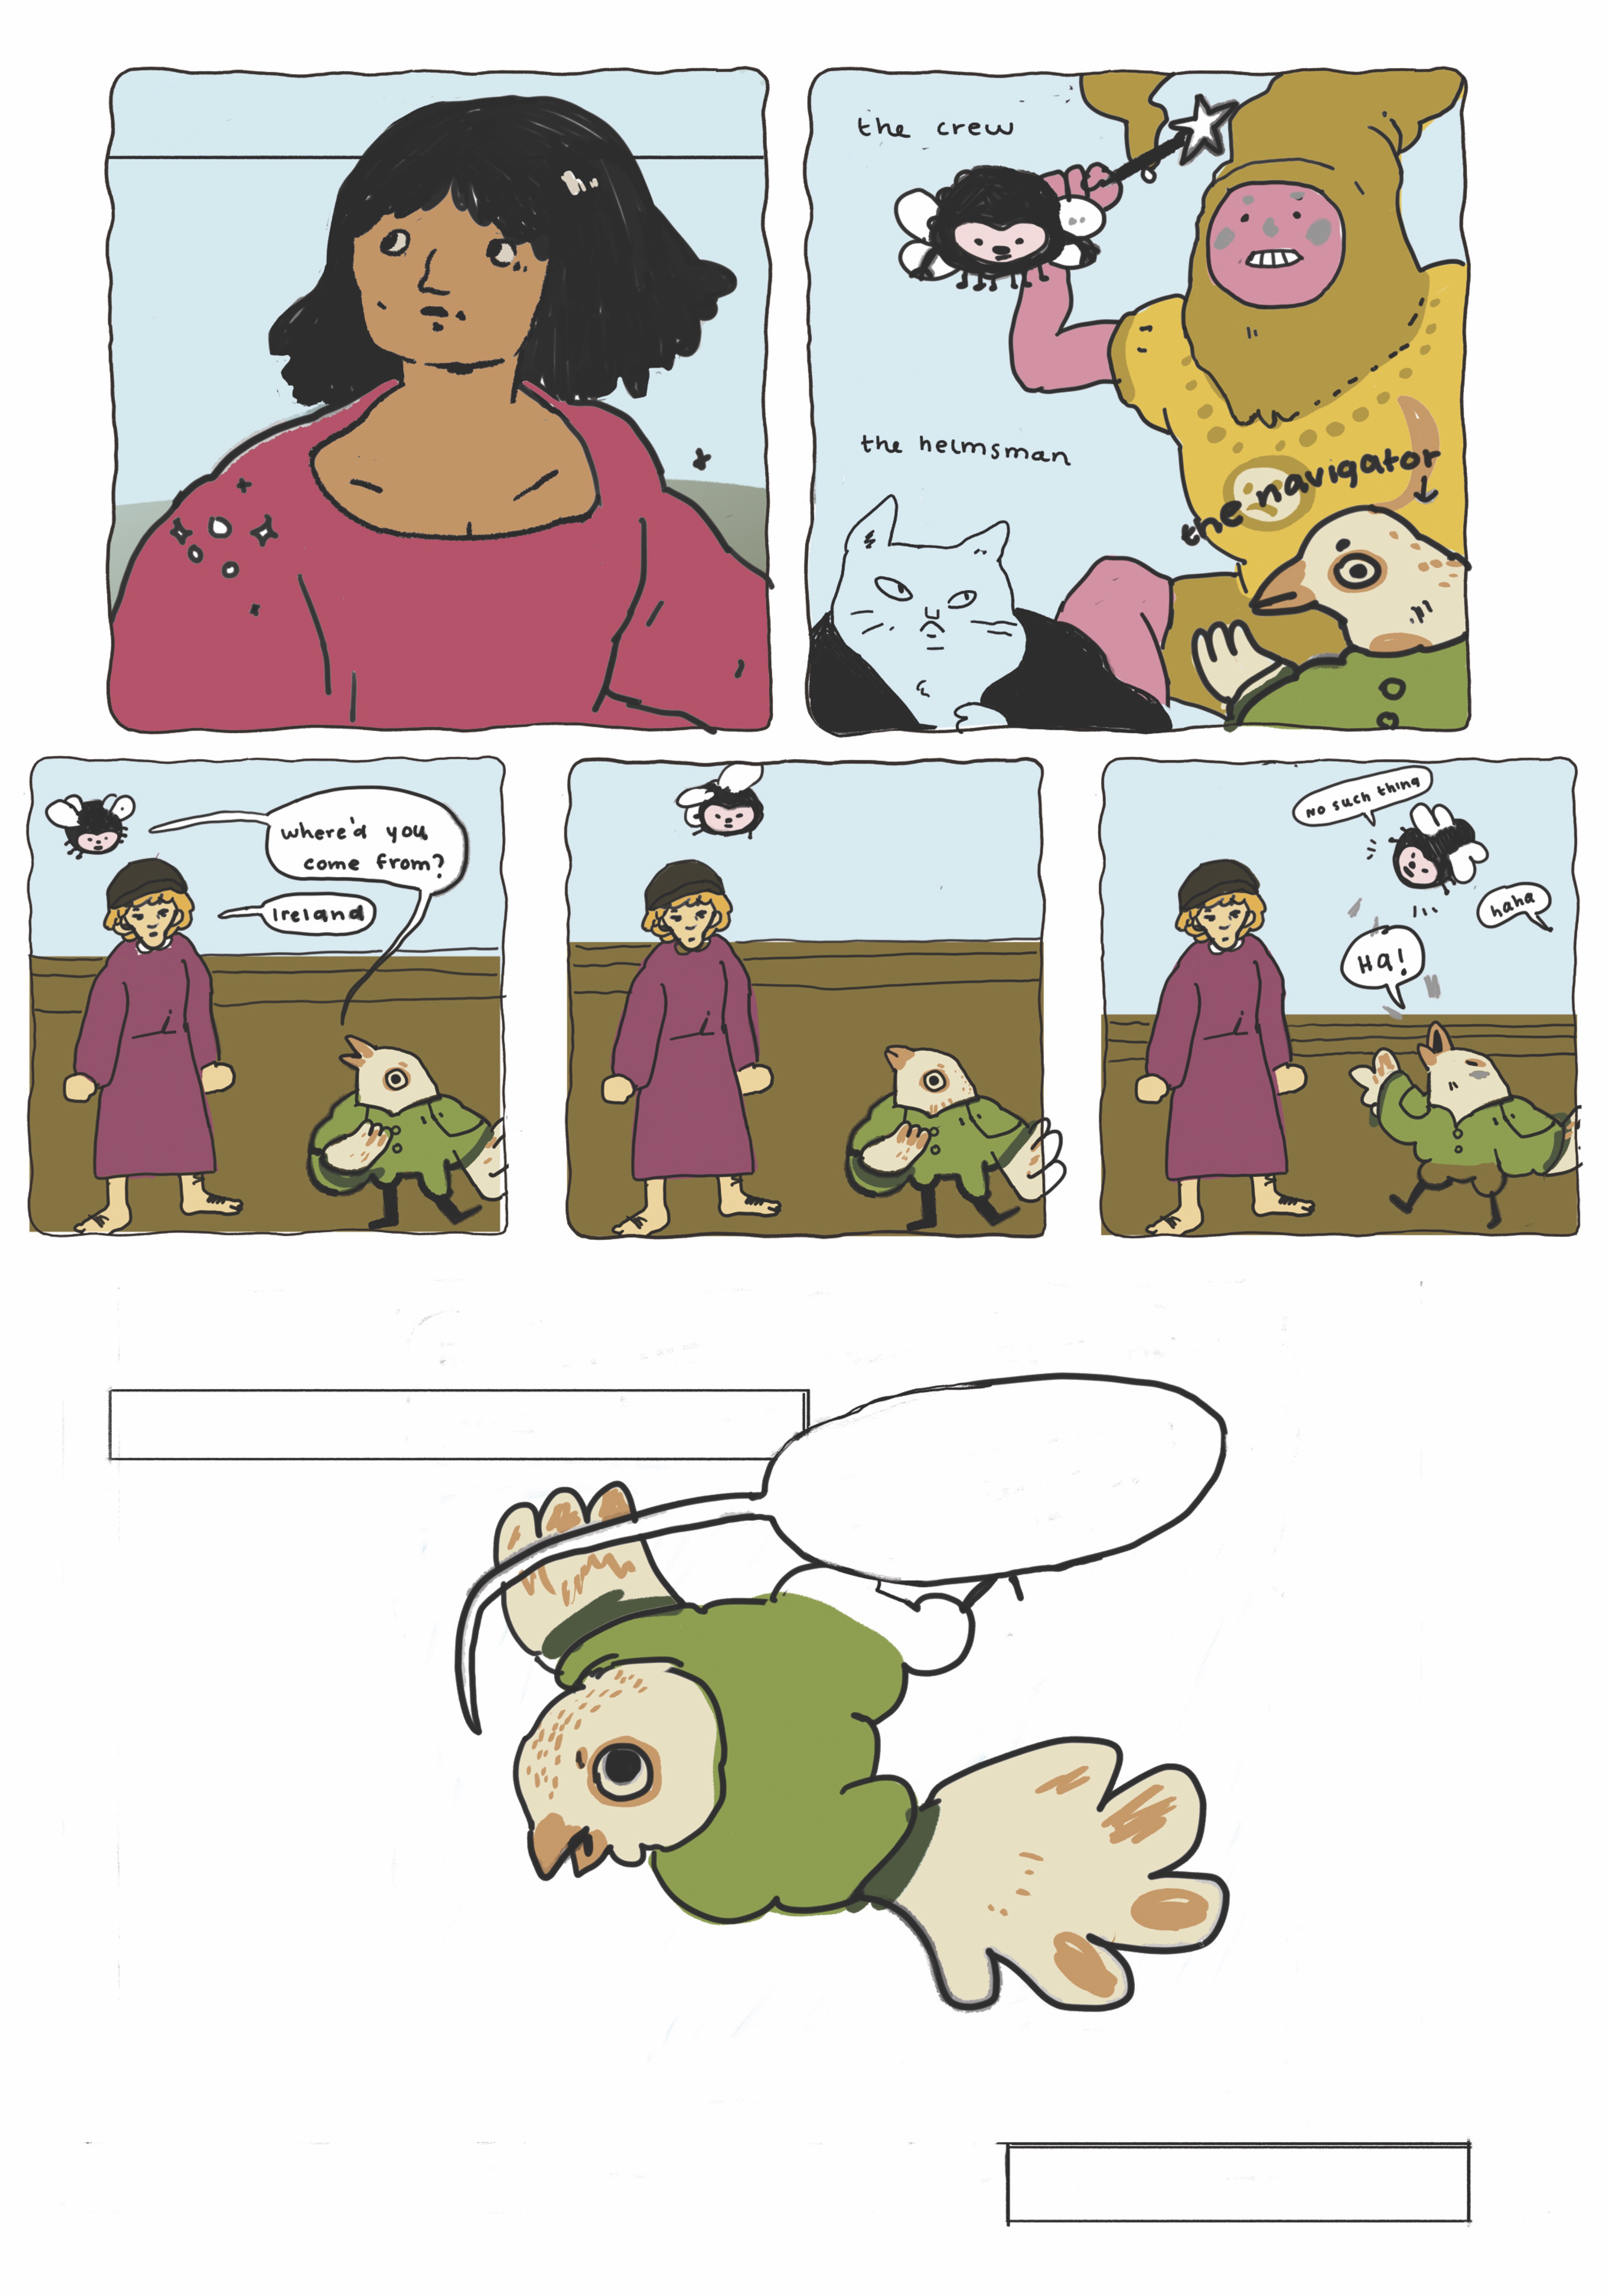 the crew
the helmsman
the navigator
where'd you
come from?
Ireland
No such thing
haha
Ha!